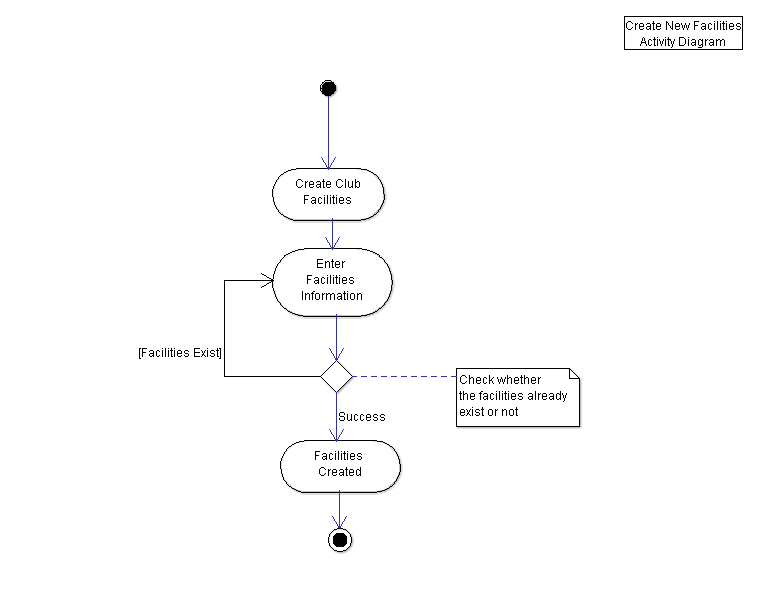 Create New Facilities
Activity Diagram
Create Club
Facilities
Enter
Facilities
Information
[Facilities Exist]
Check whether
the facilities already
exist or not
Success
Facilities
Created